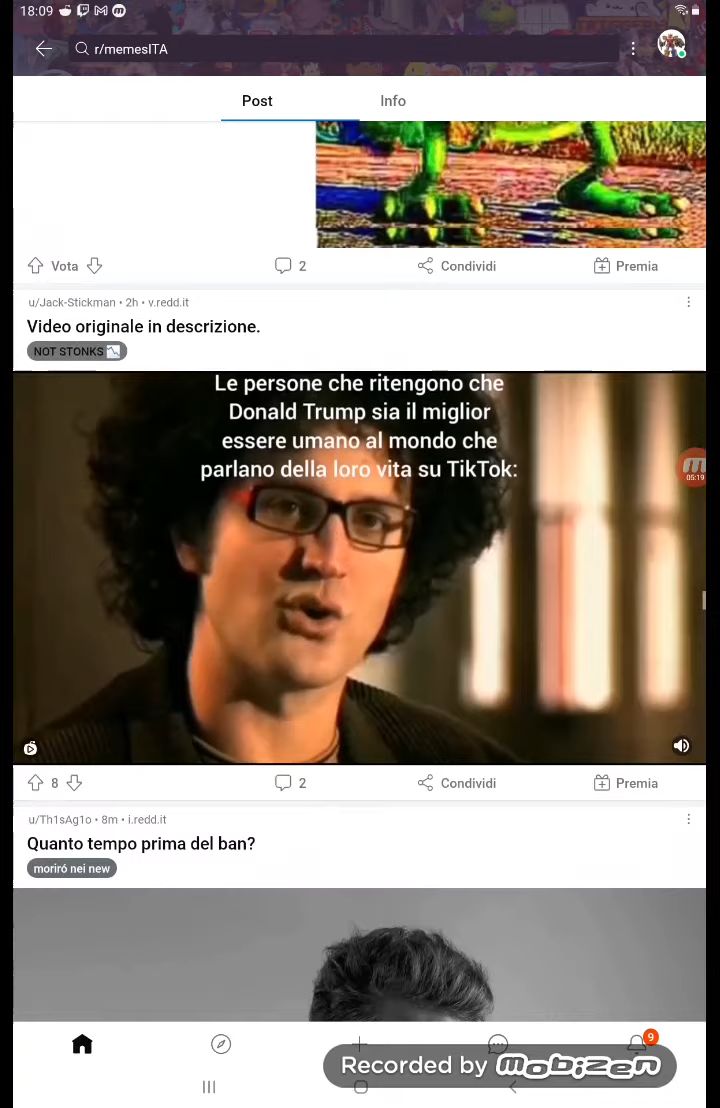 18:09
r/memesITA
Post
Info
Vota
2
Condividi
Premia
u/Jack-Stickman • 2h • v.redd.it
Video originale in descrizione.
NOT STONKS
Le persone che ritengono che
Donald Trump sia il miglior
essere umano al mondo che
parlano della loro vita su TikTok:
05:19
8
2
Condividi
Premia
u/Th1sAg1o • 8m • i.redd.it
Quanto tempo prima del ban?
moriró nei new
9
Recorded by mobizen